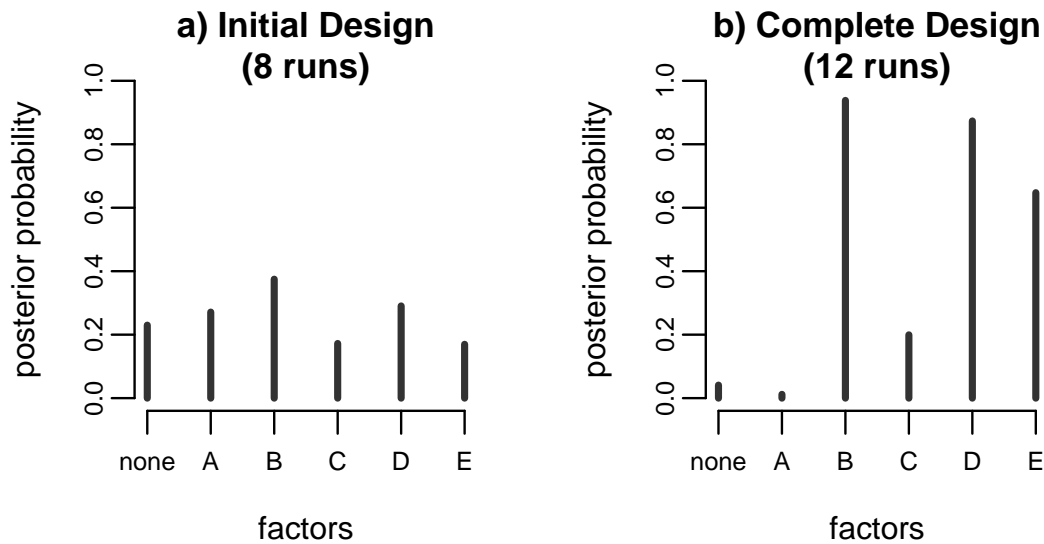 a) Initial Design
(8 runs)
posterior probability
1.0
0.8
0.6
0.4
0.2
0.0
none A B C D E
factors
b) Complete Design
(12 runs)
posterior probability
1.0
0.8
0.6
0.4
0.2
0.0
none A B C D E
factors